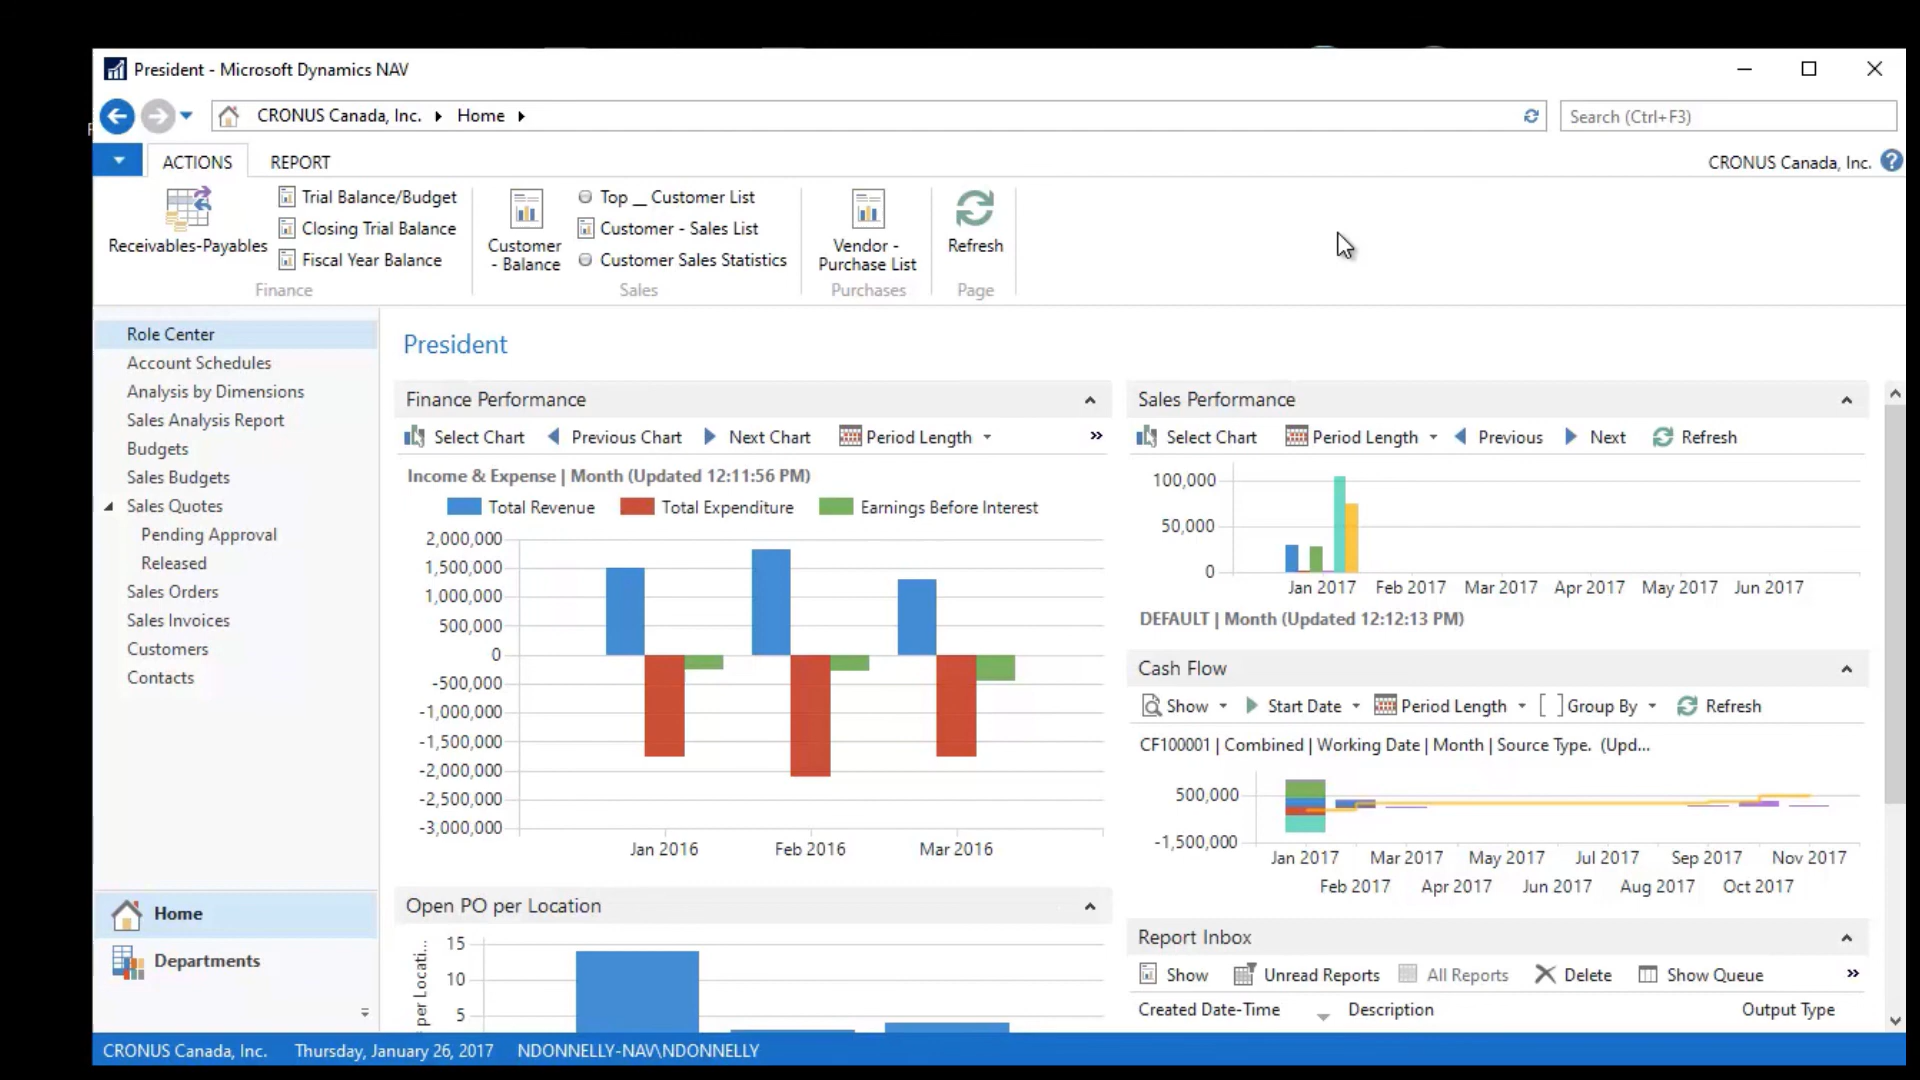 President - Microsoft Dynamics NAV
CRONUS Canada, Inc. Home
Search (Ctrl+F3)
ACTIONS REPORT
CRONUS Canada, Inc.
Receivables-Payables
Trial Balance/Budget
Closing Trial Balance
Fiscal Year Balance
Finance
Customer
- Balance
Top __ Customer List
Customer - Sales List
Customer Sales Statistics
Sales
Vendor -
Purchase List
Purchases
Refresh
Page
Role Center
Account Schedules
Analysis by Dimensions
Sales Analysis Report
Budgets
Sales Budgets
Sales Quotes
Pending Approval
Released
Sales Orders
Sales Invoices
Customers
Contacts
Home
Departments
President
Finance Performance
Select Chart Previous Chart Next Chart Period Length »
Income & Expense | Month (Updated 12:11:56 PM)
Total Revenue Total Expenditure Earnings Before Interest
2,000,000
1,500,000
1,000,000
500,000
0
-500,000
-1,000,000
-1,500,000
-2,000,000
-2,500,000
-3,000,000
Jan 2016 Feb 2016 Mar 2016
Open PO per Location
per Locati...
15
10
5
Sales Performance
Select Chart Period Length Previous Next Refresh
100,000
50,000
0
Jan 2017 Feb 2017 Mar 2017 Apr 2017 May 2017 Jun 2017
DEFAULT | Month (Updated 12:12:13 PM)
Cash Flow
Show Start Date Period Length Group By Refresh
CF100001 | Combined | Working Date | Month | Source Type. (Upd...
500,000
-1,500,000
Jan 2017 Mar 2017 May 2017 Jul 2017 Sep 2017 Nov 2017
Feb 2017 Apr 2017 Jun 2017 Aug 2017 Oct 2017
Report Inbox
Show Unread Reports All Reports Delete Show Queue »
Created Date-Time Description Output Type
CRONUS Canada, Inc. Thursday, January 26, 2017 NDONNELLY-NAV\NDONNELLY